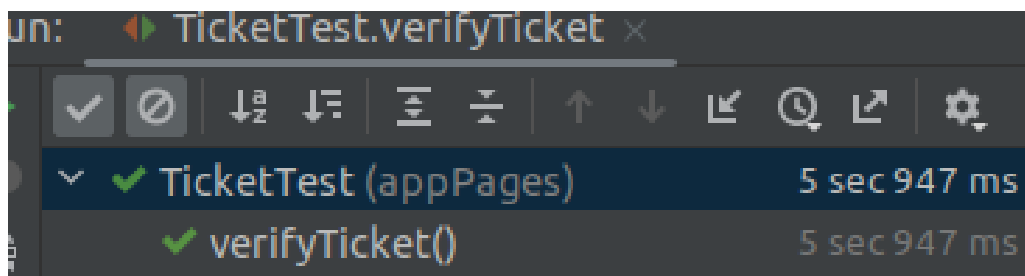 un: TicketTest.verifyTicket
TicketTest (appPages) 5 sec 947 ms
verifyTicket() 5 sec 947 ms